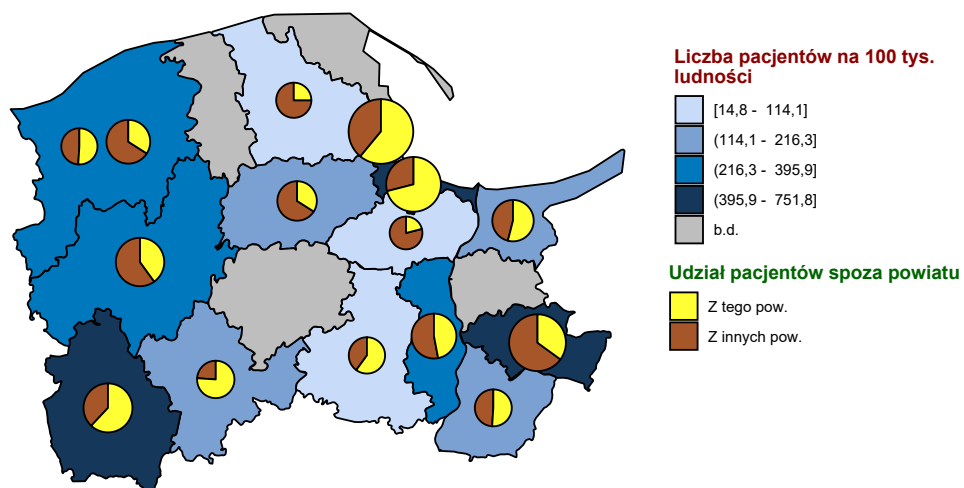 Liczba pacjentów na 100 tys.
ludności
[14,8 - 114,1]
(114,1 - 216,3]
(216,3 - 395,9]
(395,9 - 751,8]
b.d.
Udział pacjentów spoza powiatu
Z tego pow.
Z innych pow.